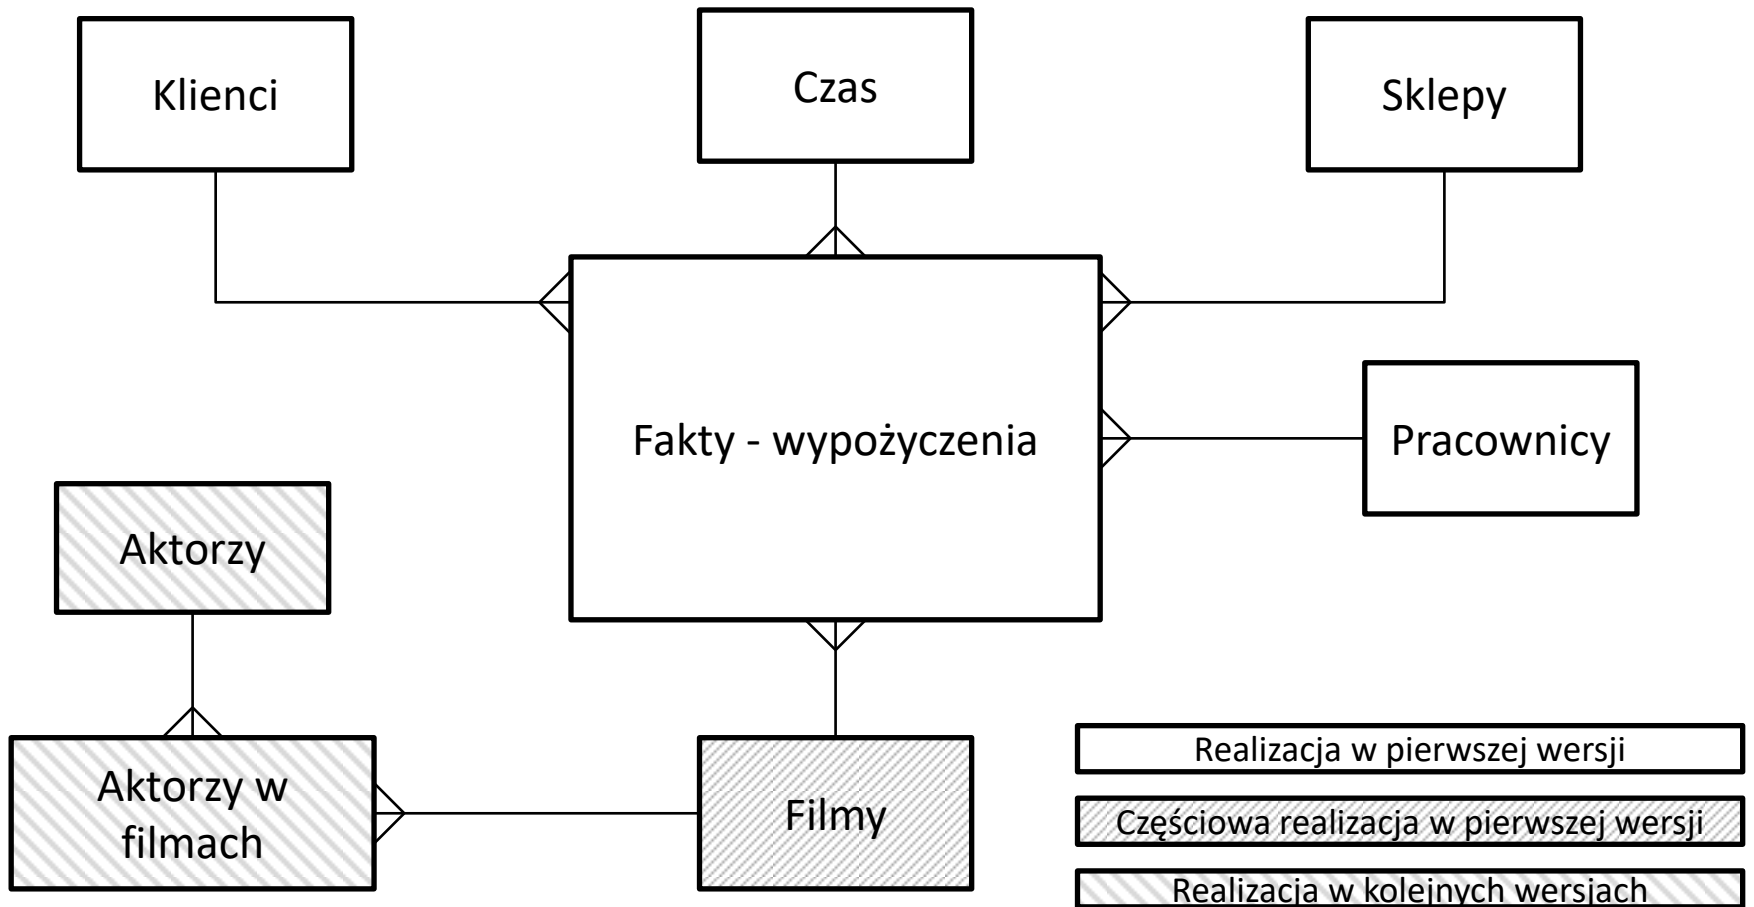 Klienci
Czas
Sklepy
Fakty - wypożyczenia
Pracownicy
Aktorzy
Aktorzy w
filmach
Filmy
Realizacja w pierwszej wersji
Częściowa realizacja w pierwszej wersji
Realizacja w kolejnych wersjach